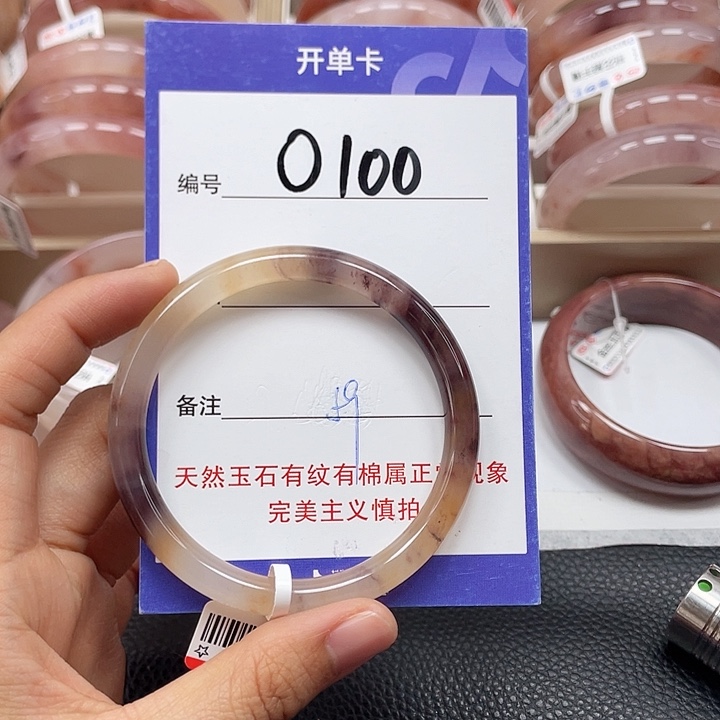 开单卡
编号 0100
备注 59
天然玉石有纹有棉属正常现象
完美主义慎拍